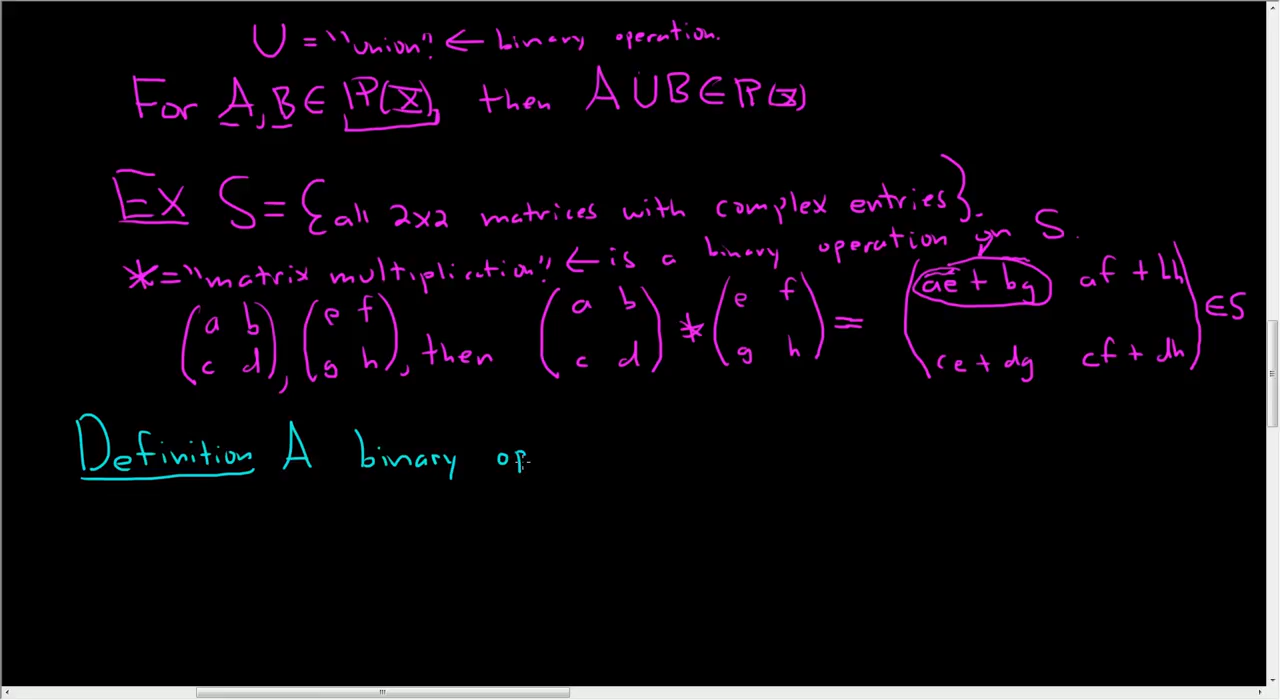 U = "union" ← binary operation.
For A, B ∈ P(X), then A ∪ B ∈ P(X)
Ex S = {all 2x2 matrices with complex entries}.
* = "matrix multiplication" ← is a binary operation on S.
(a b
c d), (e f
g h), then (a b
c d) * (e f
g h) = (ae + bg af + bh
ce + dg cf + dh) ∈ S
Definition A binary op